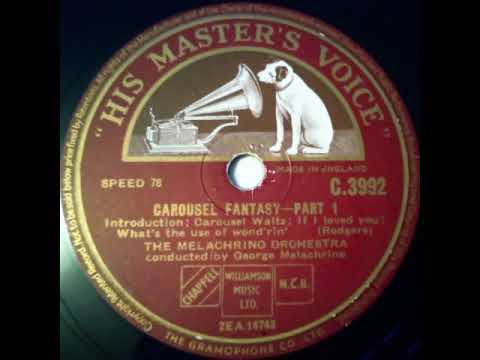 "HIS MASTER'S VOICE"
MADE IN ENGLAND
SPEED 78
C.3992
CAROUSEL FANTASY—PART 1
Introduction; Carousel Waltz; If I loved you;
What's the use of wond'rin' (Rodgers)
THE MELACHRINO ORCHESTRA
conducted by George Melachrino
CHAPPELL
WILLIAMSON
MUSIC
LTD.
N.C.B.
2EA.14748
THE GRAMOPHONE CO. LTD.